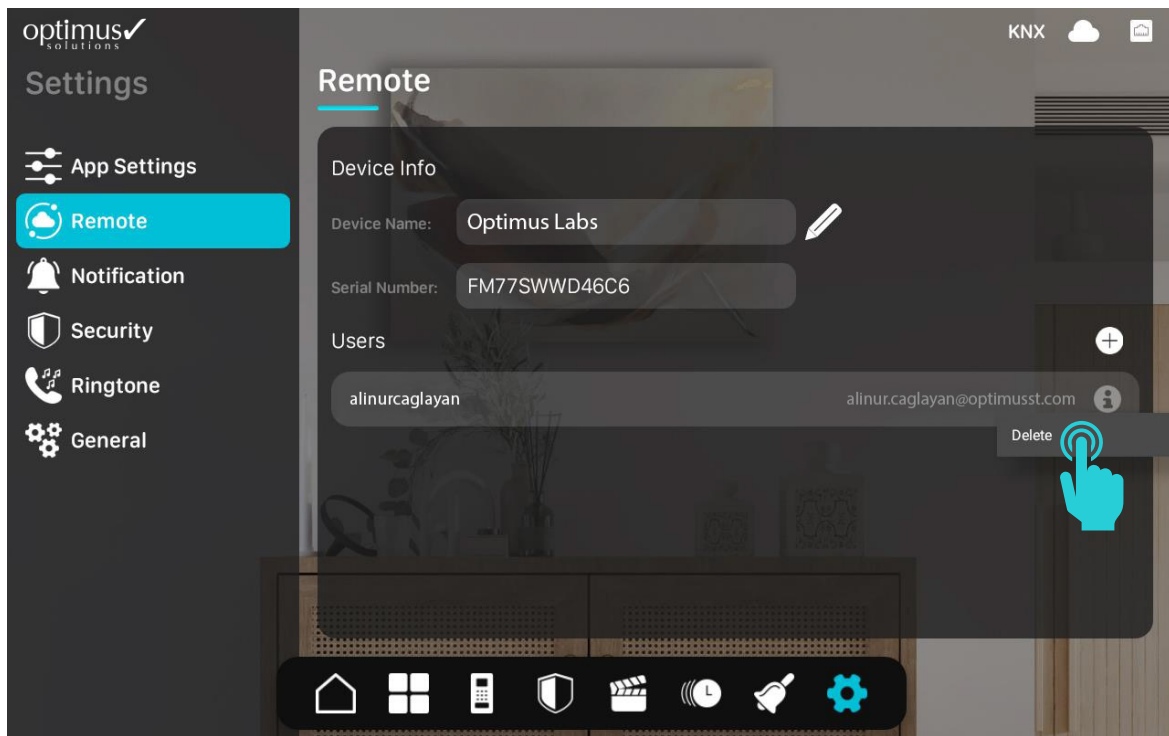 optimus
solutions
KNX
Settings
Remote
App Settings
Remote
Notification
Security
Ringtone
General
Device Info
Device Name: Optimus Labs
Serial Number: FM77SWWD46C6
Users
alinurcaglayan alinur.caglayan@optimusst.com
Delete